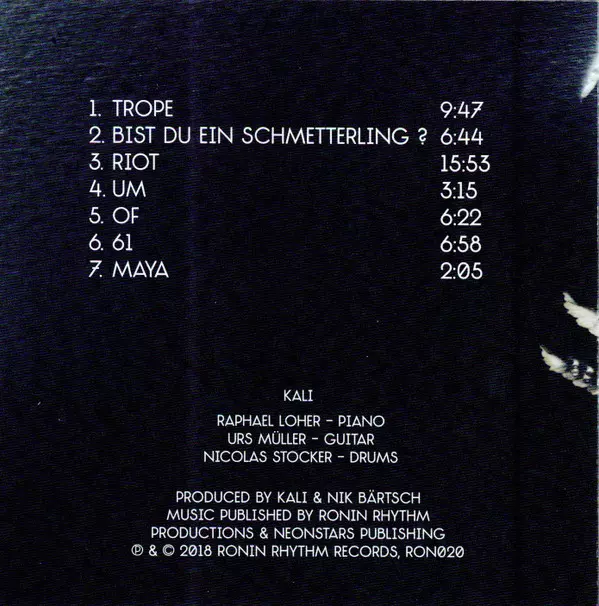 1. TROPE 9:47
2. BIST DU EIN SCHMETTERLING ? 6:44
3. RIOT 15:53
4. UM 3:15
5. OF 6:22
6. 61 6:58
7. MAYA 2:05
KALI
RAPHAEL LOHER – PIANO
URS MÜLLER – GUITAR
NICOLAS STOCKER – DRUMS
PRODUCED BY KALI & NIK BÄRTSCH
MUSIC PUBLISHED BY RONIN RHYTHM
PRODUCTIONS & NEONSTARS PUBLISHING
℗ & © 2018 RONIN RHYTHM RECORDS, RON020